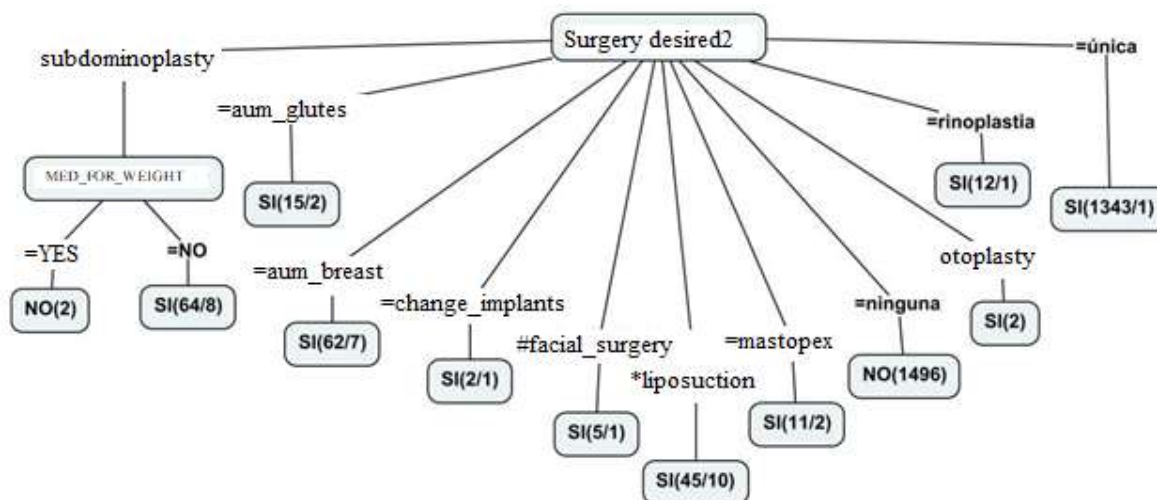 Surgery desired2
=única
subdominoplasty
=aum_glutes
=rinoplastia
MED_FOR_WEIGHT
SI(12/1)
SI(15/2)
SI(1343/1)
=YES
=NO
=aum_breast
otoplasty
NO(2)
SI(64/8)
=change_implants
=ninguna
SI(2)
SI(62/7)
#facial_surgery
=mastopex
SI(2/1)
*liposuction
NO(1496)
SI(5/1)
SI(11/2)
SI(45/10)